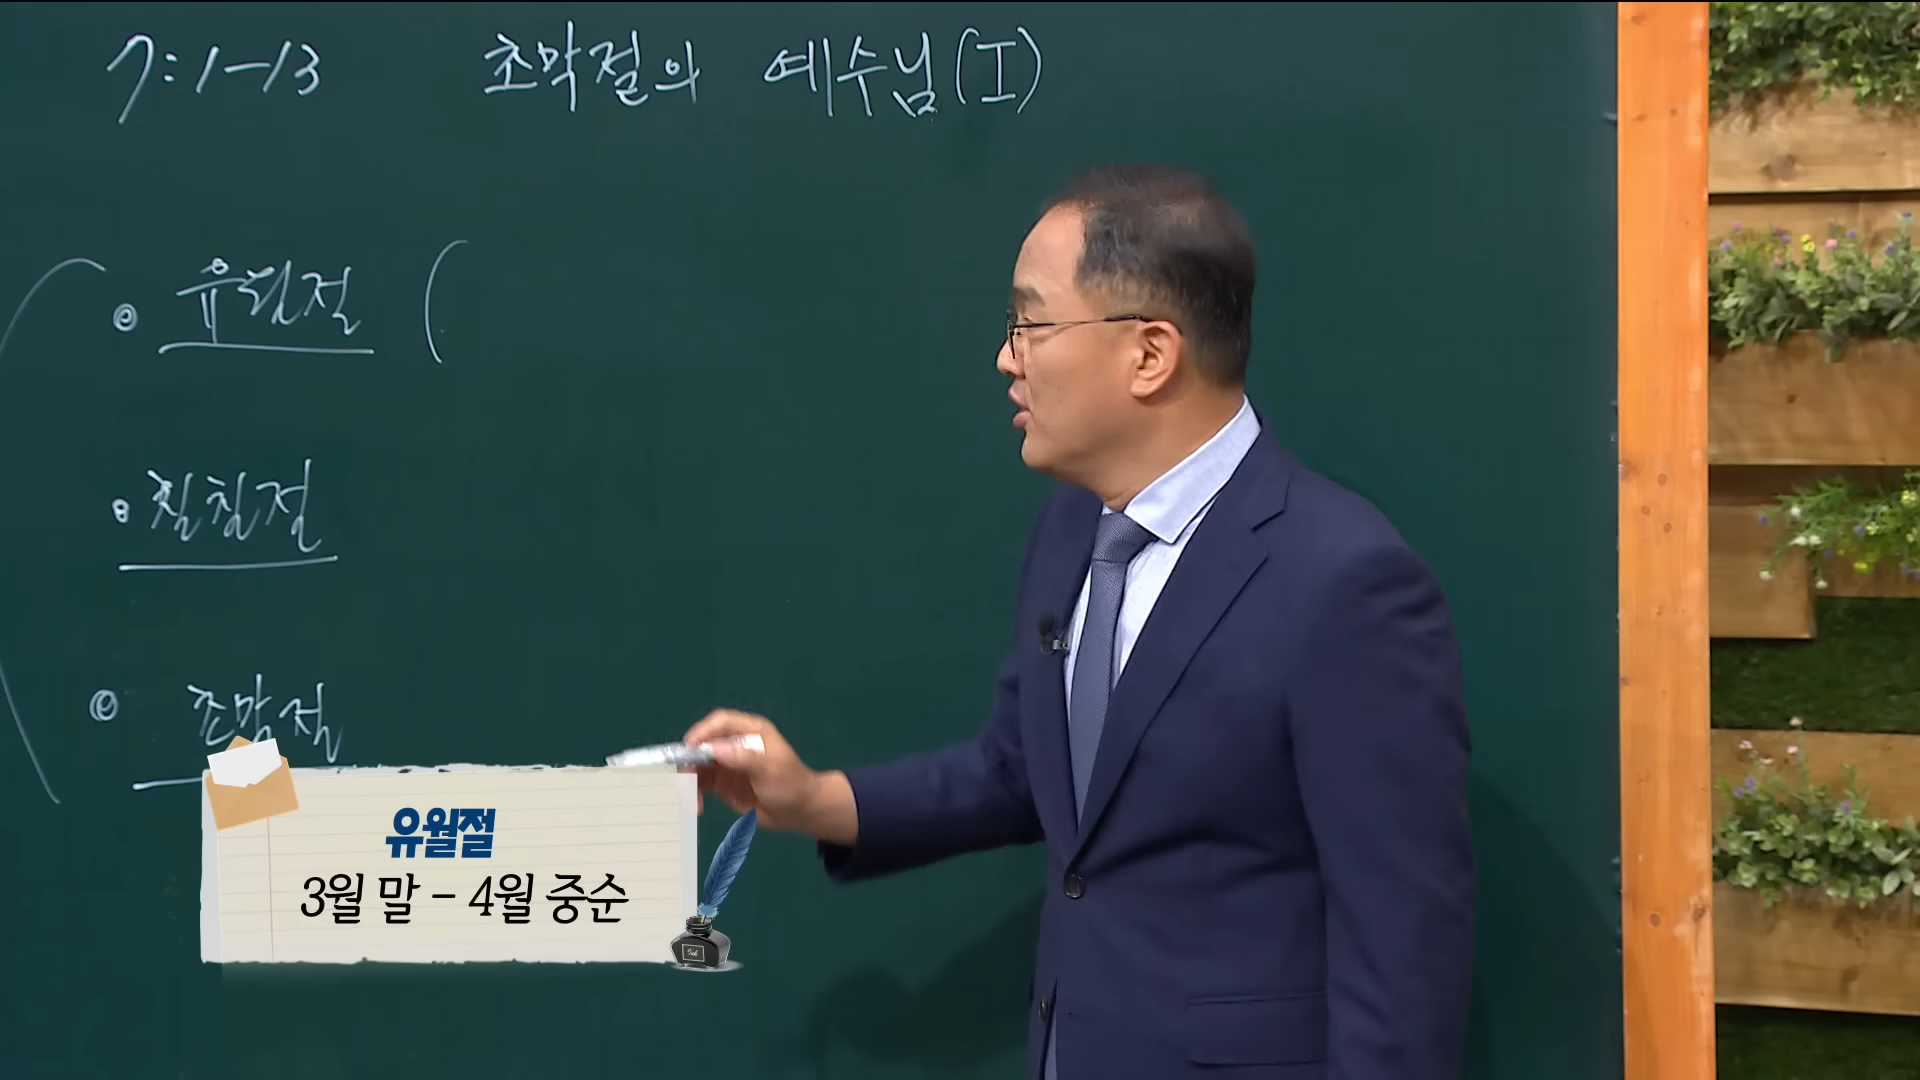 7:1-13 초막절의 예수님(I)
유월절 (
칠칠절
초막절
유월절
3월 말 - 4월 중순